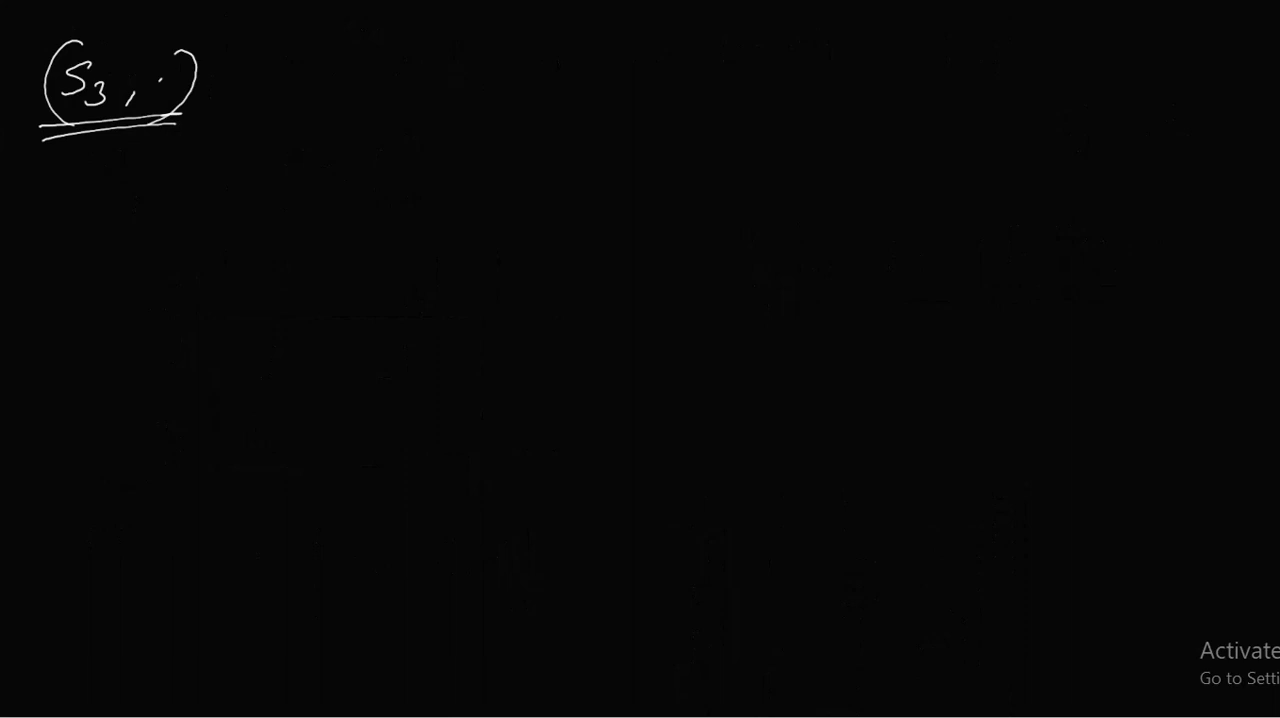 (S₃, ·)
Activate
Go to Setti